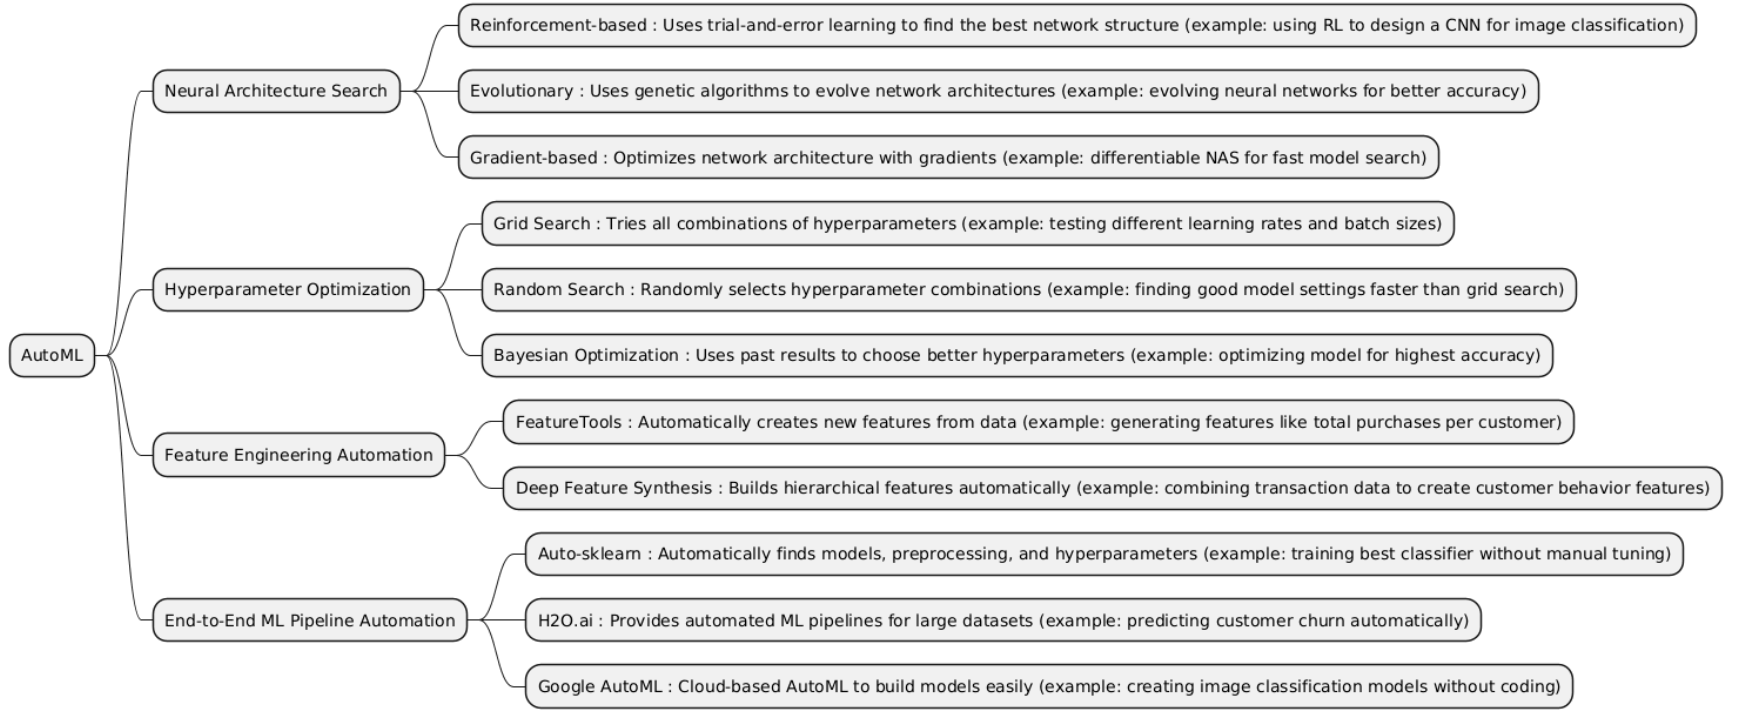 AutoML
Neural Architecture Search
Reinforcement-based : Uses trial-and-error learning to find the best network structure (example: using RL to design a CNN for image classification)
Evolutionary : Uses genetic algorithms to evolve network architectures (example: evolving neural networks for better accuracy)
Gradient-based : Optimizes network architecture with gradients (example: differentiable NAS for fast model search)
Hyperparameter Optimization
Grid Search : Tries all combinations of hyperparameters (example: testing different learning rates and batch sizes)
Random Search : Randomly selects hyperparameter combinations (example: finding good model settings faster than grid search)
Bayesian Optimization : Uses past results to choose better hyperparameters (example: optimizing model for highest accuracy)
Feature Engineering Automation
FeatureTools : Automatically creates new features from data (example: generating features like total purchases per customer)
Deep Feature Synthesis : Builds hierarchical features automatically (example: combining transaction data to create customer behavior features)
End-to-End ML Pipeline Automation
Auto-sklearn : Automatically finds models, preprocessing, and hyperparameters (example: training best classifier without manual tuning)
H2O.ai : Provides automated ML pipelines for large datasets (example: predicting customer churn automatically)
Google AutoML : Cloud-based AutoML to build models easily (example: creating image classification models without coding)